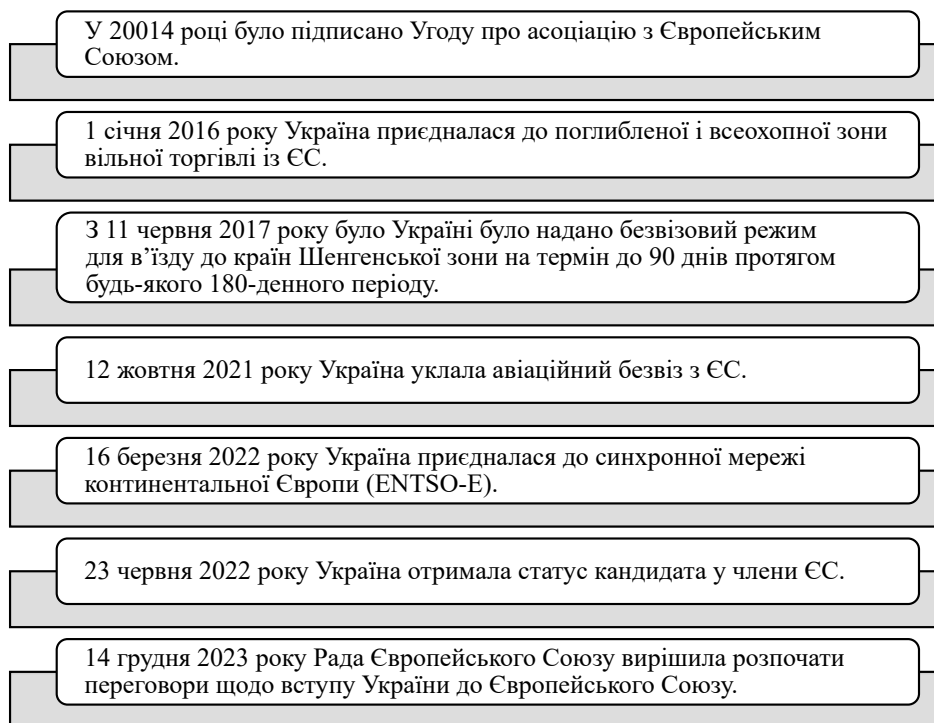 У 20014 році було підписано Угоду про асоціацію з Європейським
Союзом.
1 січня 2016 року Україна приєдналася до поглибленої і всеохопної зони
вільної торгівлі із ЄС.
З 11 червня 2017 року було Україні було надано безвізовий режим
для в’їзду до країн Шенгенської зони на термін до 90 днів протягом
будь-якого 180-денного періоду.
12 жовтня 2021 року Україна уклала авіаційний безвіз з ЄС.
16 березня 2022 року Україна приєдналася до синхронної мережі
континентальної Європи (ENTSO-E).
23 червня 2022 року Україна отримала статус кандидата у члени ЄС.
14 грудня 2023 року Рада Європейського Союзу вирішила розпочати
переговори щодо вступу України до Європейського Союзу.